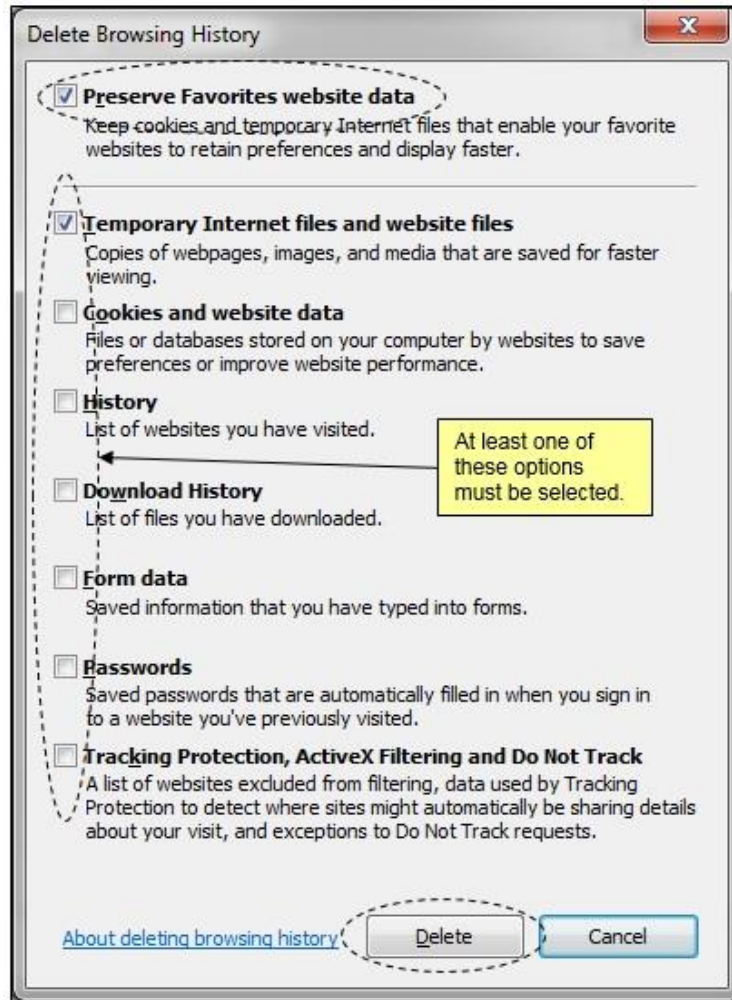 Delete Browsing History
Preserve Favorites website data
Keep cookies and temporary Internet files that enable your favorite
websites to retain preferences and display faster.
Temporary Internet files and website files
Copies of webpages, images, and media that are saved for faster
viewing.
Cookies and website data
Files or databases stored on your computer by websites to save
preferences or improve website performance.
History
List of websites you have visited.
At least one of
these options
must be selected.
Download History
List of files you have downloaded.
Form data
Saved information that you have typed into forms.
Passwords
Saved passwords that are automatically filled in when you sign in
to a website you've previously visited.
Tracking Protection, ActiveX Filtering and Do Not Track
A list of websites excluded from filtering, data used by Tracking
Protection to detect where sites might automatically be sharing details
about your visit, and exceptions to Do Not Track requests.
About deleting browsing history
Delete
Cancel